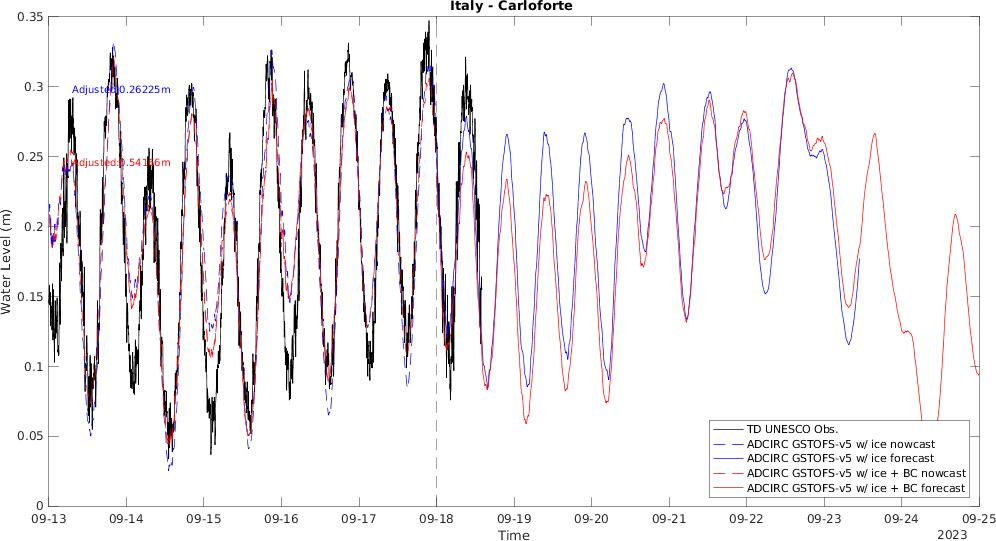 Italy - Carloforte
0.35
0.3
0.25
0.2
0.15
0.1
0.05
0
Water Level (m)
Adjusted:0.26225m
TD UNESCO Obs.
ADCIRC GSTOFS-v5 w/ ice nowcast
ADCIRC GSTOFS-v5 w/ ice forecast
ADCIRC GSTOFS-v5 w/ ice + BC nowcast
ADCIRC GSTOFS-v5 w/ ice + BC forecast
09-13 09-14 09-15 09-16 09-17 09-18 09-19 09-20 09-21 09-22 09-23 09-24 09-25
Time
2023